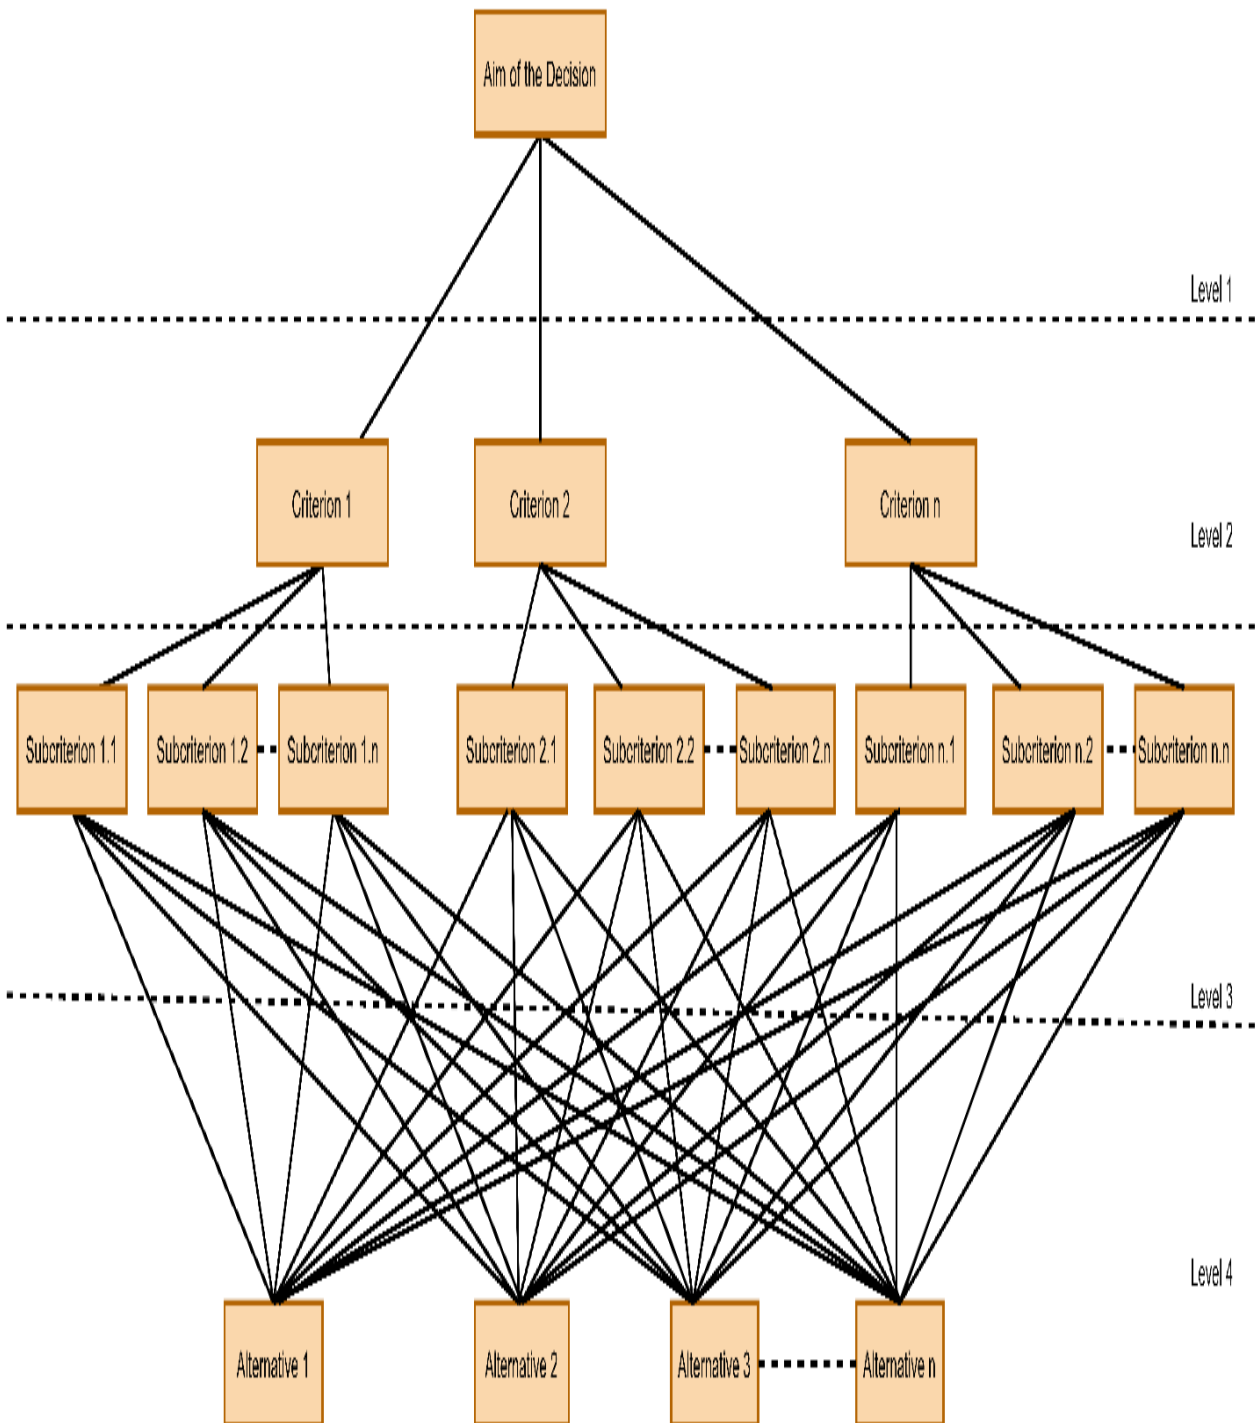 Aim of the Decision
Level 1
Criterion 1
Criterion 2
Criterion n
Level 2
Subcriterion 1.1
Subcriterion 1.2
Subcriterion 1.n
Subcriterion 2.1
Subcriterion 2.2
Subcriterion 2.n
Subcriterion n.1
Subcriterion n.2
Subcriterion n.n
Level 3
Level 4
Alternative 1
Alternative 2
Alternative 3
Alternative n